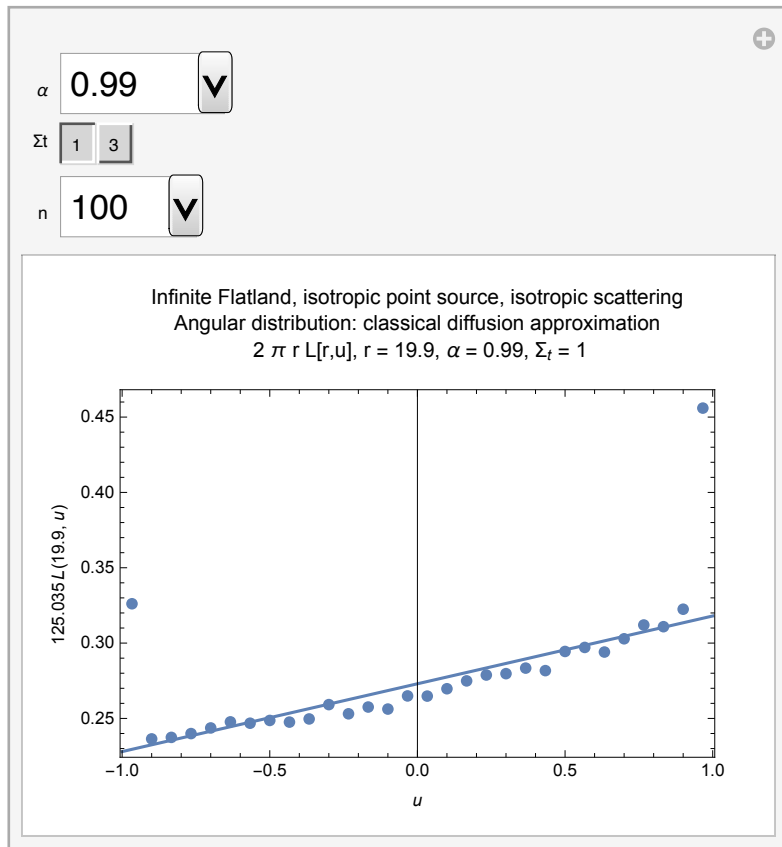 α 0.99
Σt 1 3
n 100
Infinite Flatland, isotropic point source, isotropic scattering
Angular distribution: classical diffusion approximation
2 π r L[r,u], r = 19.9, α = 0.99, Σₜ = 1
125.035 L(19.9, u)
0.45
0.40
0.35
0.30
0.25
−1.0 −0.5 0.0 0.5 1.0
u